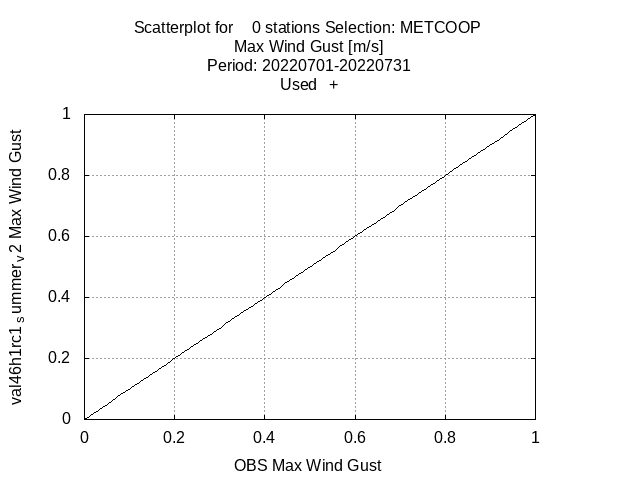 Scatterplot for    0 stations Selection: METCOOP
Max Wind Gust [m/s]
Period: 20220701-20220731
Used +
1
0.8
0.6
0.4
0.2
0
0 0.2 0.4 0.6 0.8 1
val46h1rc1summerv2 Max Wind Gust
OBS Max Wind Gust